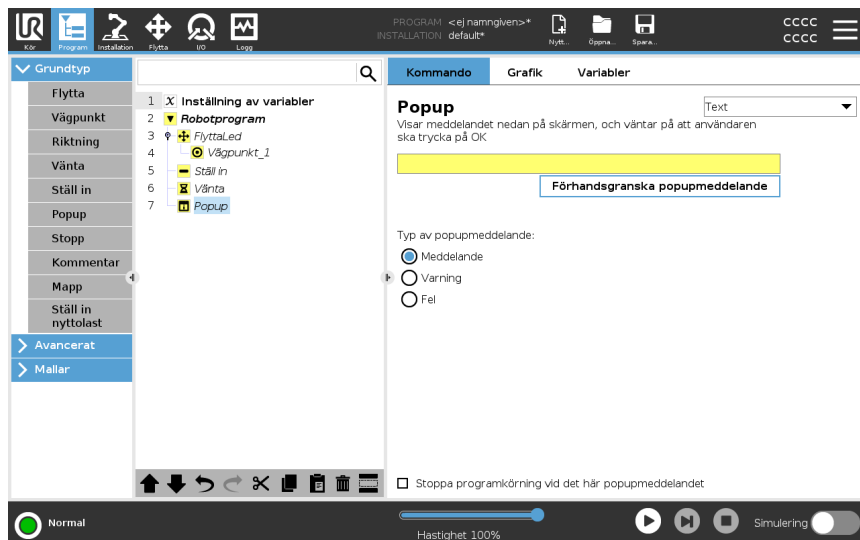 PROGRAM <ej namngiven>*
INSTALLATION default*
CCCC
CCCC
UR
Kör
Program
Installation
Flytta
I/O
Logg
Nytt...
Öppna...
Spara...
Grundtyp
Flytta
Vägpunkt
Riktning
Vänta
Ställ in
Popup
Stopp
Kommentar
Mapp
Ställ in
nyttolast
Avancerat
Mallar
1 X Inställning av variabler
2 Robotprogram
3 FlyttaLed
4 Vägpunkt_1
5 Ställ in
6 Vänta
7 Popup
Kommando
Grafik
Variabler
Popup
Text
Visar meddelandet nedan på skärmen, och väntar på att användaren
ska trycka på OK
Förhandsgranska popupmeddelande
Typ av popupmeddelande:
Meddelande
Varning
Fel
Stoppa programkörning vid det här popupmeddelandet
Normal
Hastighet 100%
Simulering